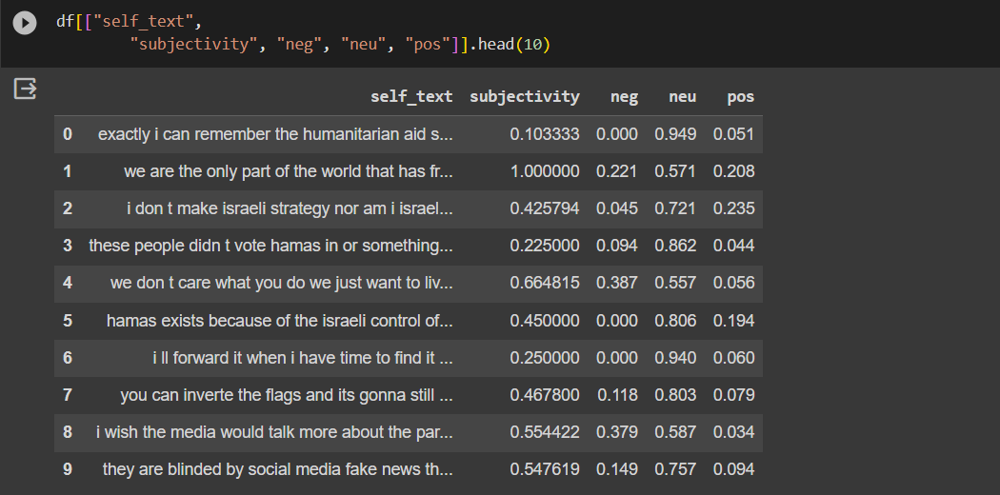 df[["self_text",
"subjectivity", "neg", "neu", "pos"]].head(10)
self_text subjectivity neg neu pos
0 exactly i can remember the humanitarian aid s... 0.103333 0.000 0.949 0.051
1 we are the only part of the world that has fr... 1.000000 0.221 0.571 0.208
2 i don t make israeli strategy nor am i israel... 0.425794 0.045 0.721 0.235
3 these people didn t vote hamas in or something... 0.225000 0.094 0.862 0.044
4 we don t care what you do we just want to liv... 0.664815 0.387 0.557 0.056
5 hamas exists because of the israeli control of... 0.450000 0.000 0.806 0.194
6 i ll forward it when i have time to find it ... 0.250000 0.000 0.940 0.060
7 you can inverte the flags and its gonna still ... 0.467800 0.118 0.803 0.079
8 i wish the media would talk more about the par... 0.554422 0.379 0.587 0.034
9 they are blinded by social media fake news th... 0.547619 0.149 0.757 0.094